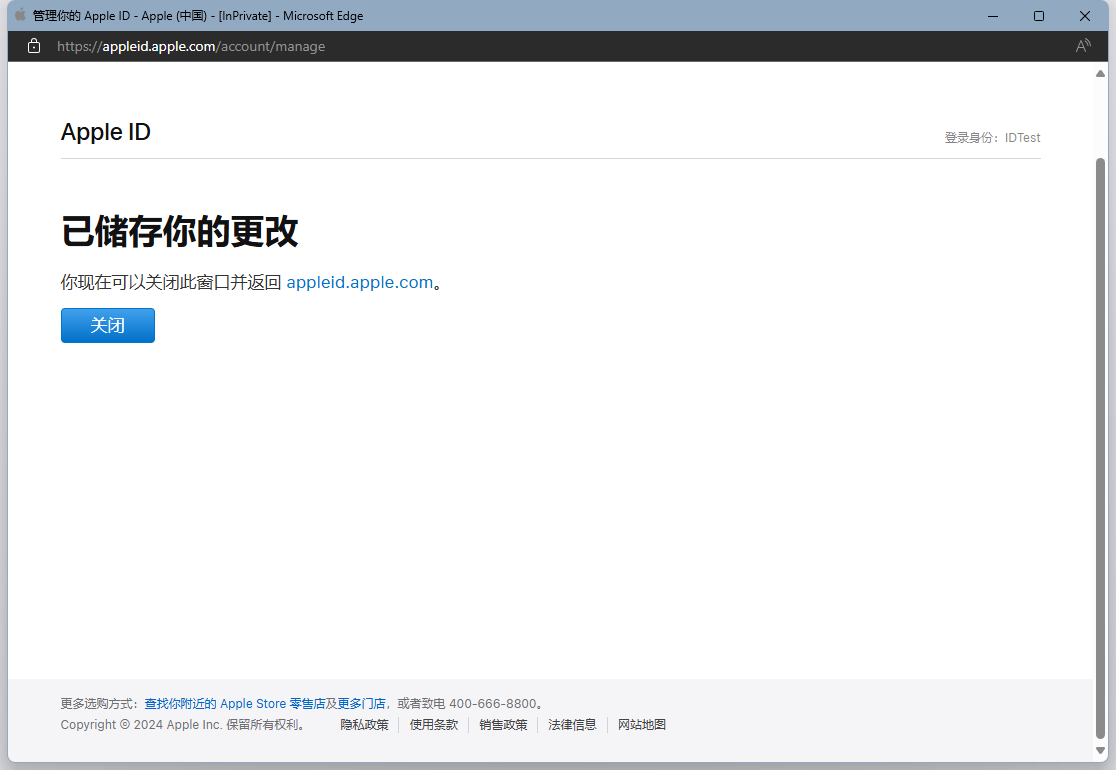 管理你的 Apple ID - Apple (中国) - [InPrivate] - Microsoft Edge
https://appleid.apple.com/account/manage
Apple ID
登录身份：IDTest
已储存你的更改
你现在可以关闭此窗口并返回 appleid.apple.com。
关闭
更多选购方式：查找你附近的 Apple Store 零售店及更多门店，或者致电 400-666-8800。
Copyright © 2024 Apple Inc. 保留所有权利。 隐私政策 使用条款 销售政策 法律信息 网站地图